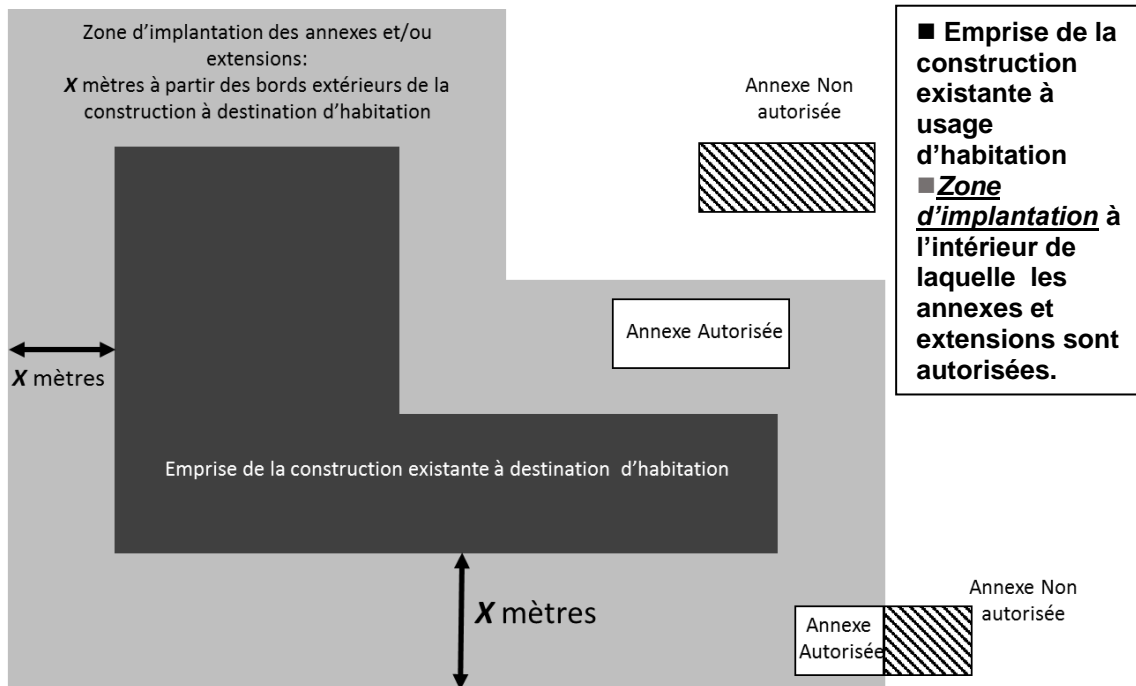 Zone d’implantation des annexes et/ou
extensions:
X mètres à partir des bords extérieurs de la
construction à destination d’habitation
Annexe Non
autorisée
■ Emprise de la
construction
existante à
usage
d’habitation
■Zone
d’implantation à
l’intérieur de
laquelle les
annexes et
extensions sont
autorisées.
Annexe Autorisée
X mètres
Emprise de la construction existante à destination d’habitation
X mètres
Annexe
Autorisée
Annexe Non
autorisée